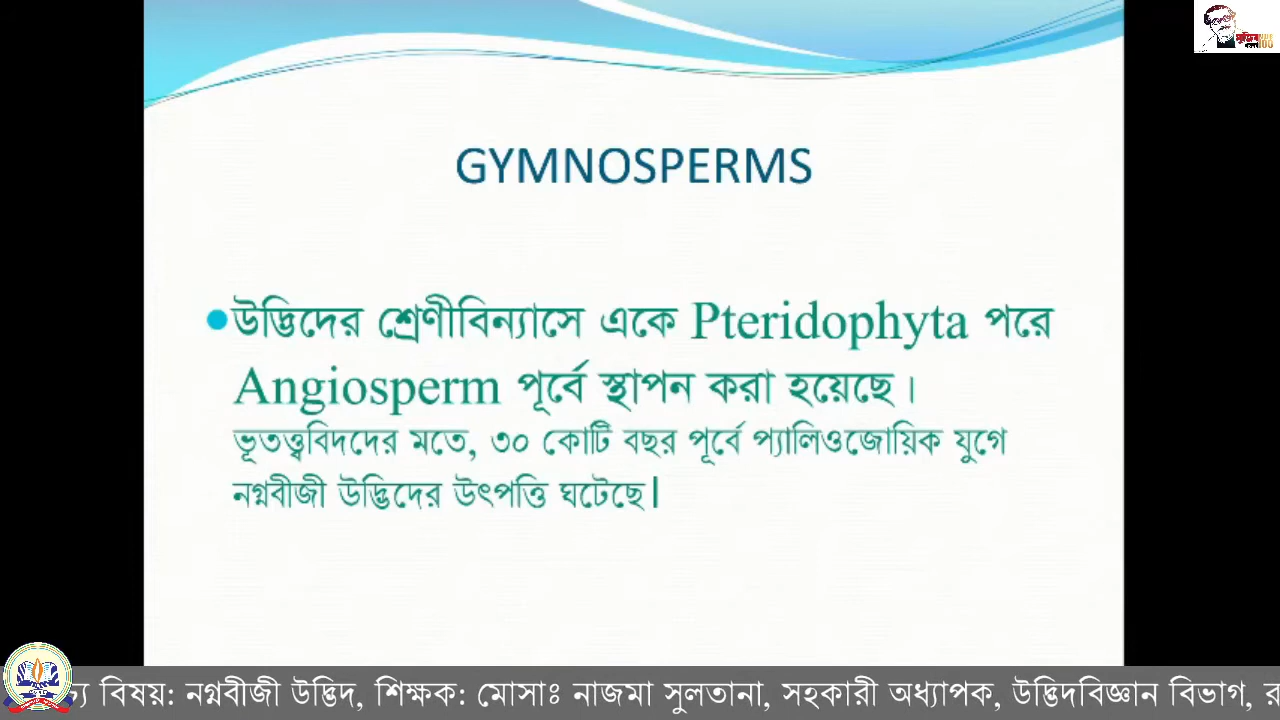 GYMNOSPERMS
উদ্ভিদের শ্রেণীবিন্যাসে একে Pteridophyta পরে
Angiosperm পূর্বে স্থাপন করা হয়েছে।
ভূতত্ত্ববিদদের মতে, ৩০ কোটি বছর পূর্বে প্যালিওজোয়িক যুগে
নগ্নবীজী উদ্ভিদের উৎপত্তি ঘটেছে।
বিষয়: নগ্নবীজী উদ্ভিদ, শিক্ষক: মোসাঃ নাজমা সুলতানা, সহকারী অধ্যাপক, উদ্ভিদবিজ্ঞান বিভাগ,